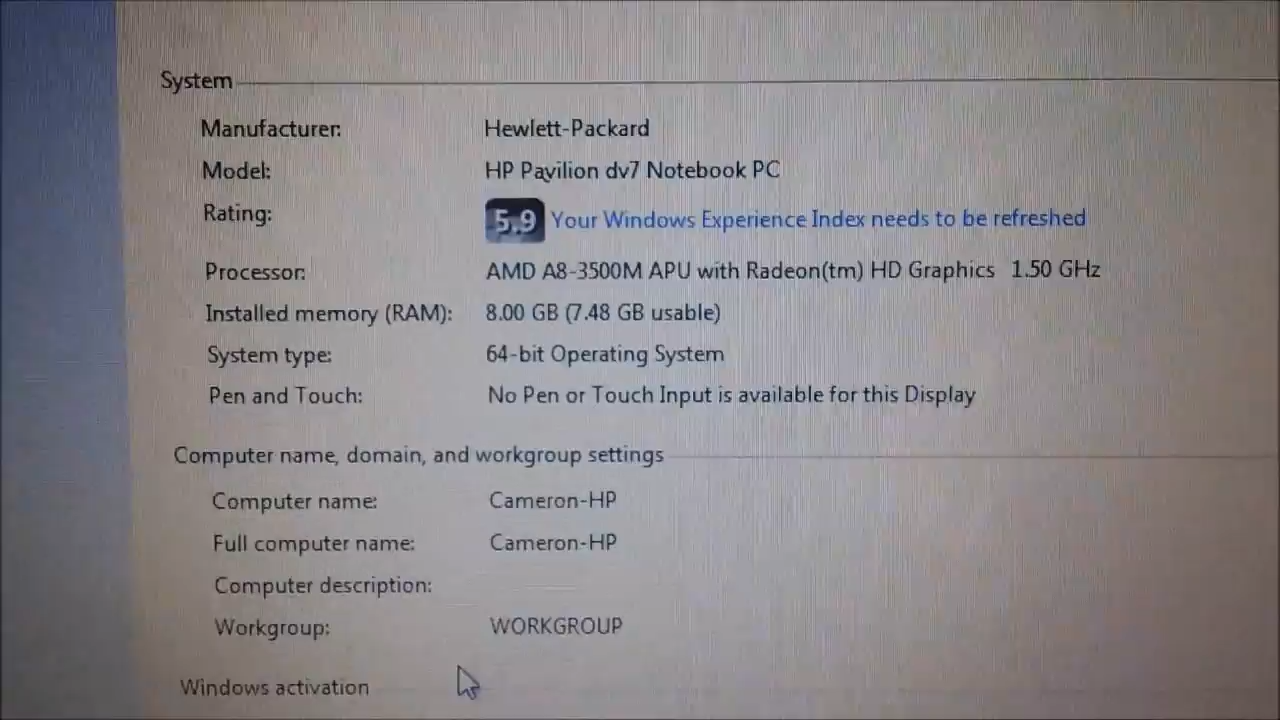 System
Manufacturer: Hewlett-Packard
Model: HP Pavilion dv7 Notebook PC
Rating: 5.9 Your Windows Experience Index needs to be refreshed
Processor: AMD A8-3500M APU with Radeon(tm) HD Graphics 1.50 GHz
Installed memory (RAM): 8.00 GB (7.48 GB usable)
System type: 64-bit Operating System
Pen and Touch: No Pen or Touch Input is available for this Display
Computer name, domain, and workgroup settings
Computer name: Cameron-HP
Full computer name: Cameron-HP
Computer description:
Workgroup: WORKGROUP
Windows activation